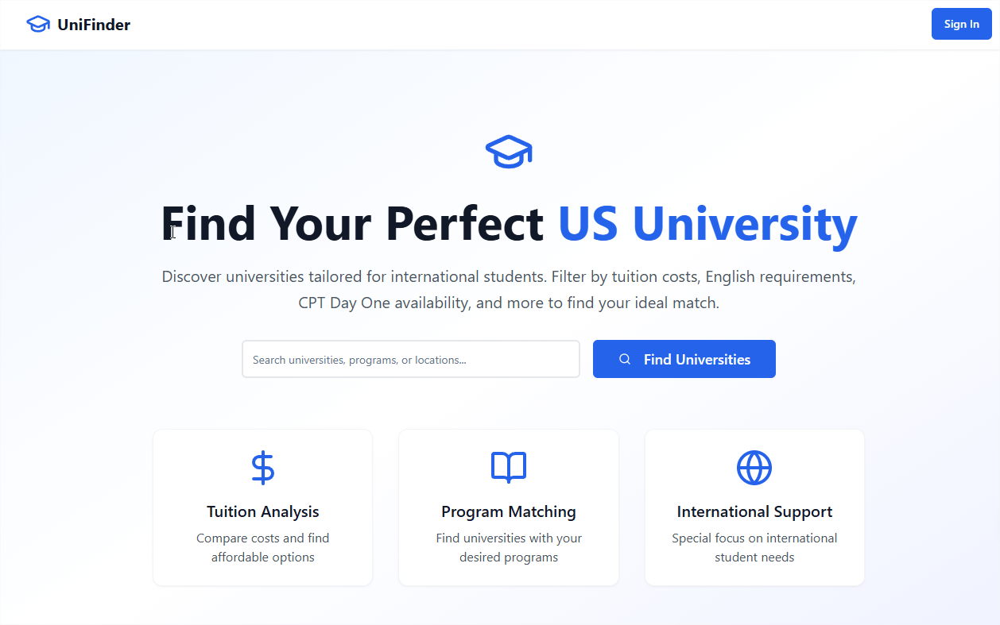 UniFinder
Sign In
Find Your Perfect US University
Discover universities tailored for international students. Filter by tuition costs, English requirements,
CPT Day One availability, and more to find your ideal match.
Search universities, programs, or locations...
Find Universities
Tuition Analysis
Compare costs and find
affordable options
Program Matching
Find universities with your
desired programs
International Support
Special focus on international
student needs